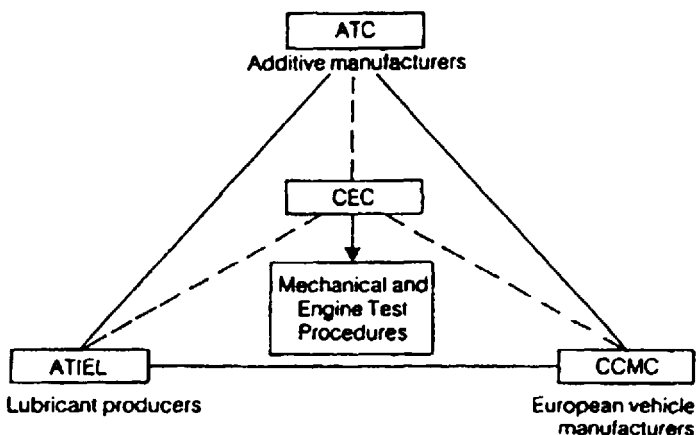 ATC
Additive manufacturers
CEC
Mechanical and
Engine Test
Procedures
ATIEL
Lubricant producers
CCMC
European vehicle
manufacturers